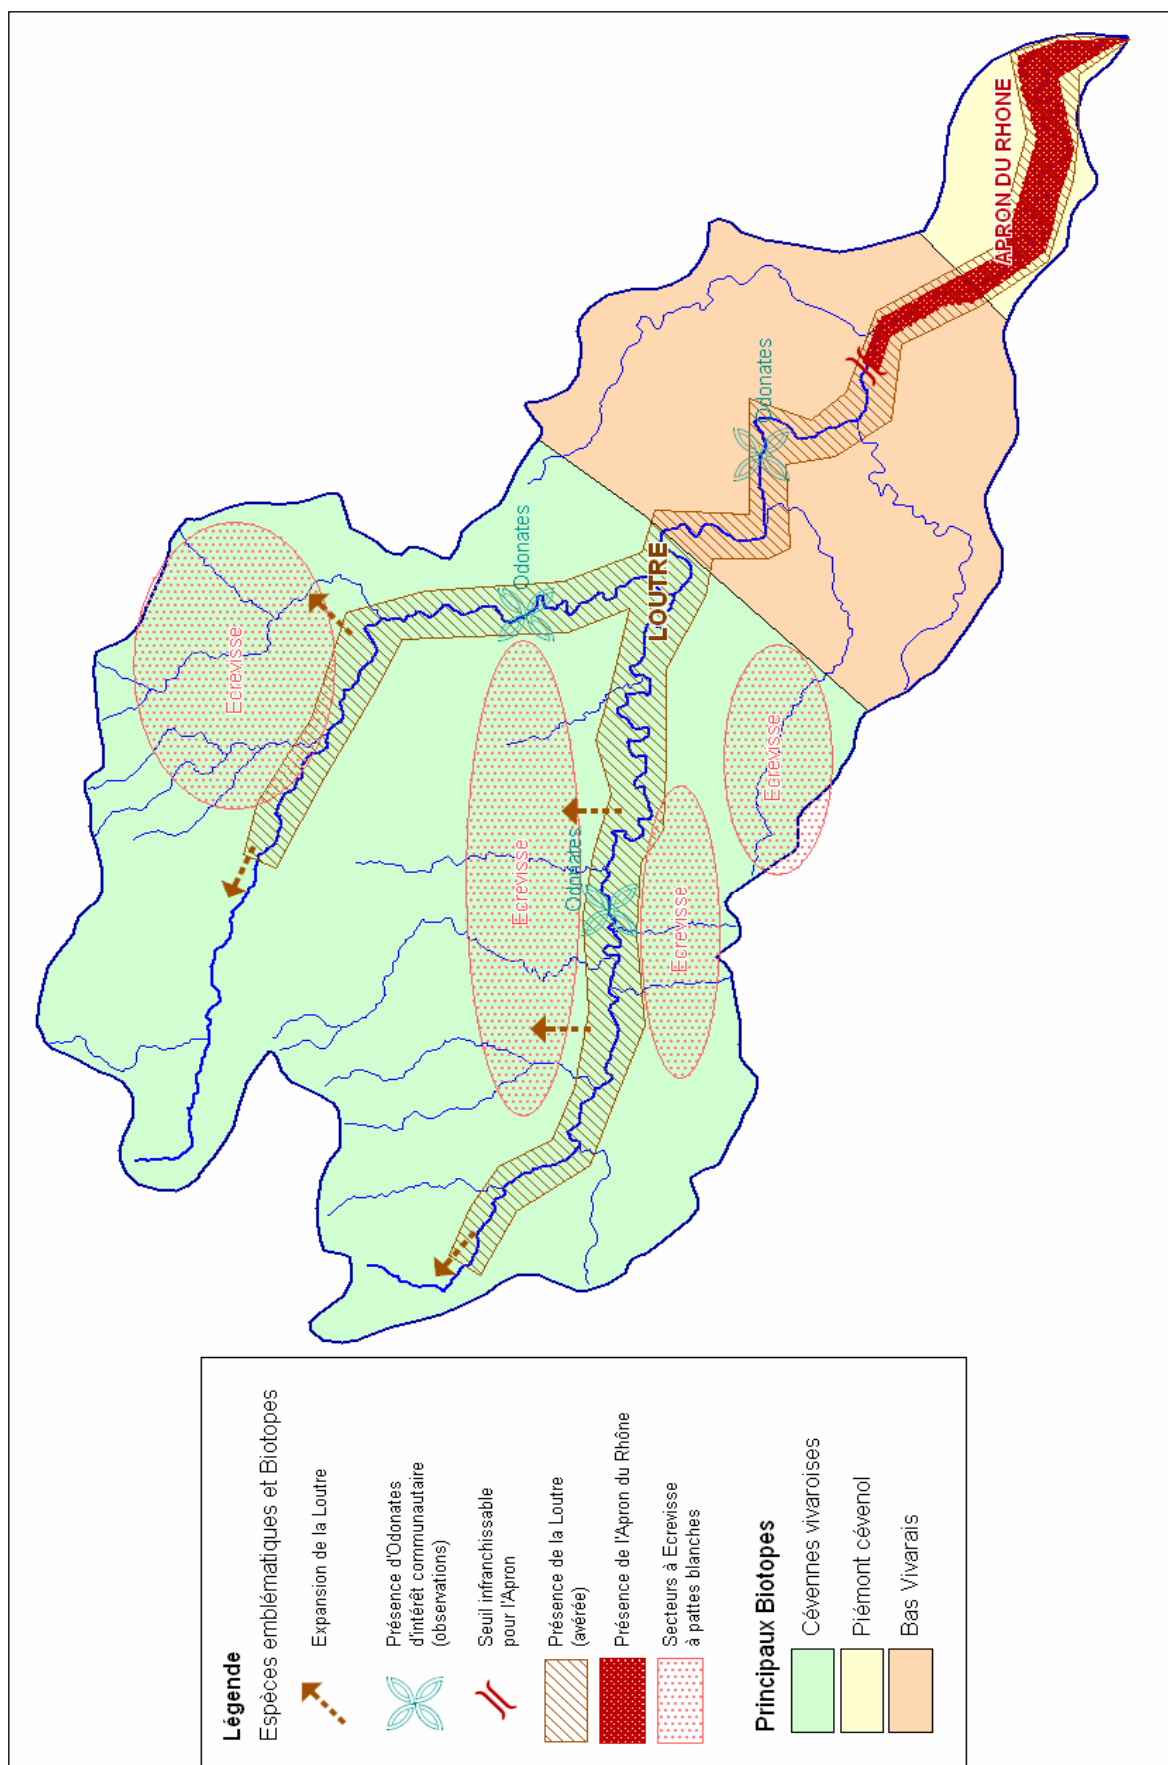 Légende
Espèces emblématiques et Biotopes
Expansion de la Loutre
Présence d'Odonates
d'intérêt communautaire
(observations)
Seuil infranchissable
pour l'Apron
Présence de la Loutre
(avérée)
Présence de l'Apron du Rhône
Secteurs à Ecrevisse
à pattes blanches
Principaux Biotopes
Cévennes vivaroises
Piémont cévenol
Bas Vivarais
Ecrevisse
Ecrevisse
Ecrevisse
Ecrevisse
Odonates
Odonates
Odonates
LOUTRE
APRON DU RHONE